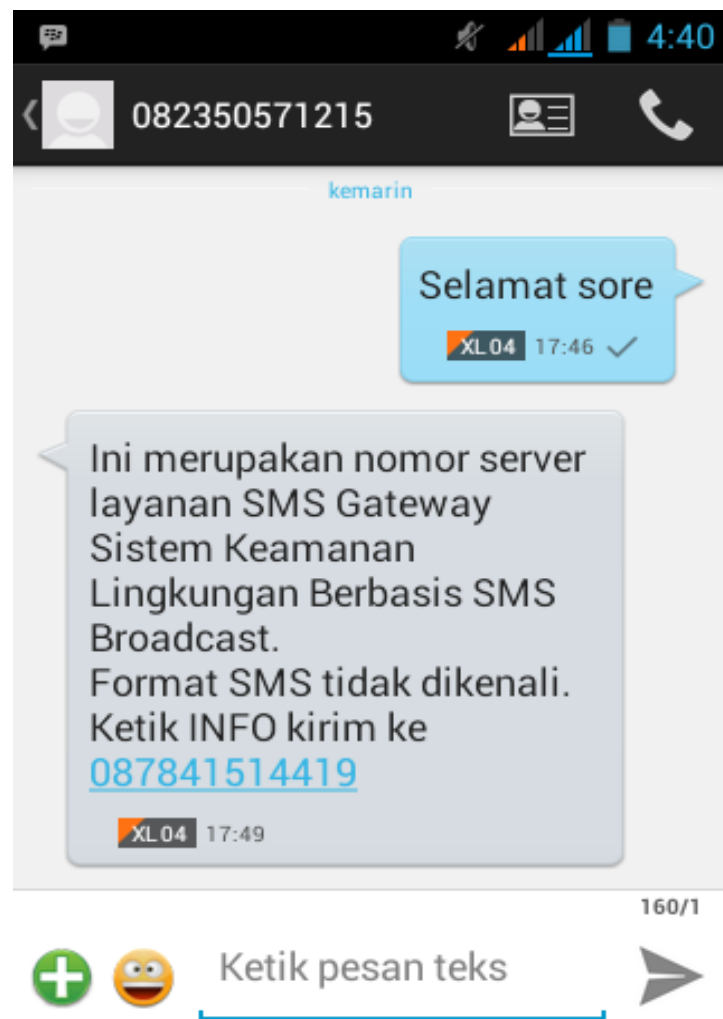 4:40
082350571215
kemarin
Selamat sore
XL 04 17:46
Ini merupakan nomor server
layanan SMS Gateway
Sistem Keamanan
Lingkungan Berbasis SMS
Broadcast.
Format SMS tidak dikenali.
Ketik INFO kirim ke
087841514419
XL 04 17:49
160/1
Ketik pesan teks